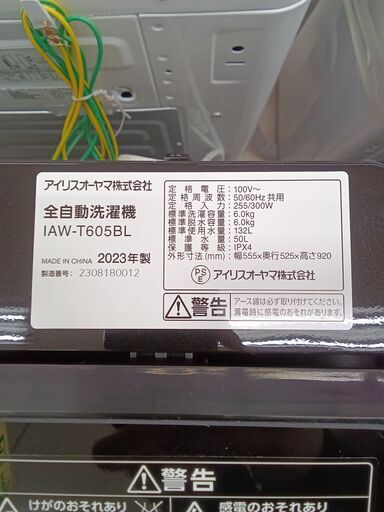 アイリスオーヤマ株式会社
全自動洗濯機
IAW-T605BL
MADE IN CHINA 2023年製
製造番号: 2308180012
定格電圧: 100V～
定格周波数: 50/60Hz共用
定格入力: 255/300W
標準洗濯容量: 6.0kg
標準脱水容量: 6.0kg
標準使用水量: 132L
標準水量: 50L
保護等級: IPX4
外形寸法(mm): 幅555×奥行525×高さ920
PSE アイリスオーヤマ株式会社
警告
アース線は必ず取り付けてください。
漏電時に感電のおそれがあります。
警告
けがのおそれあり
感電のおそれあり